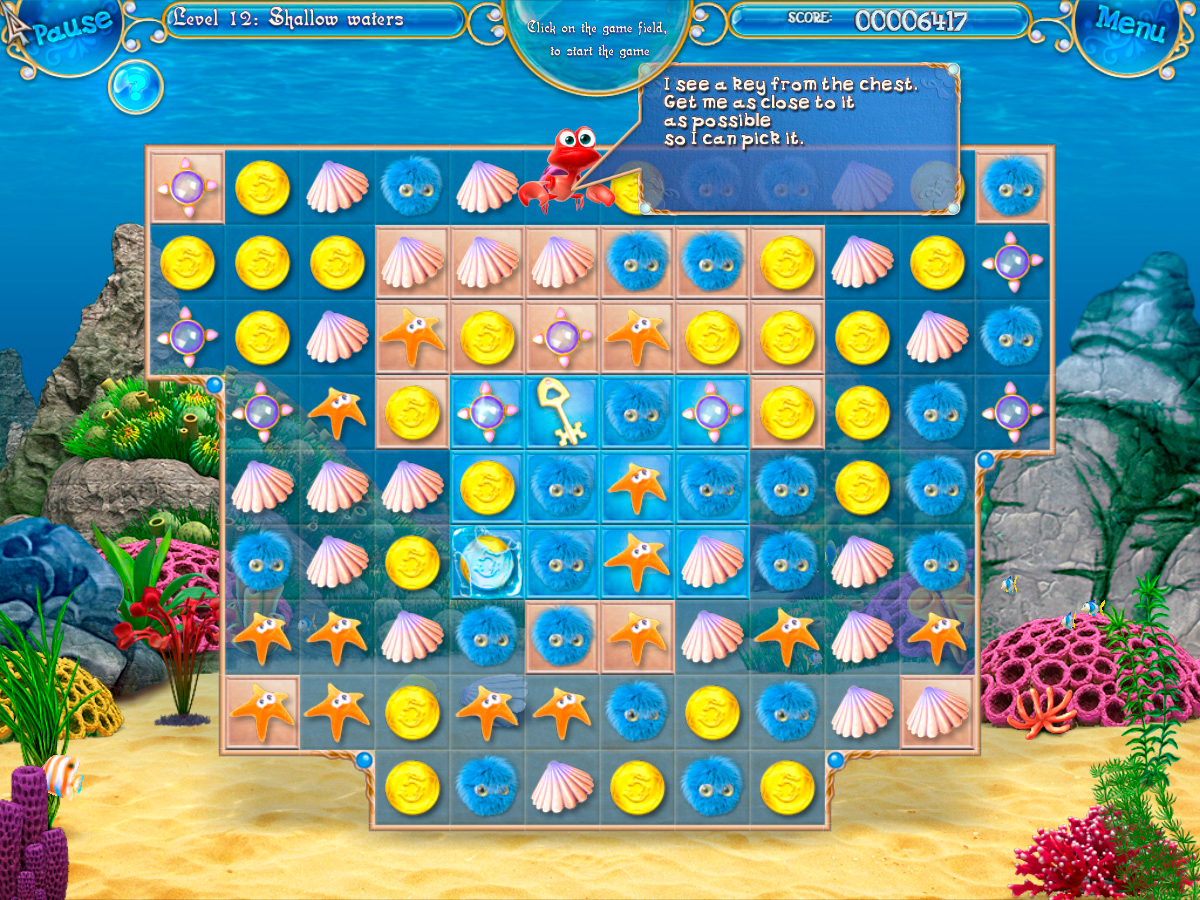 Pause
Level 12: Shallow waters
Click on the game field,
to start the game
SCORE: 00006417
Menu
?
I see a key from the chest.
Get me as close to it
as possible
so I can pick it.